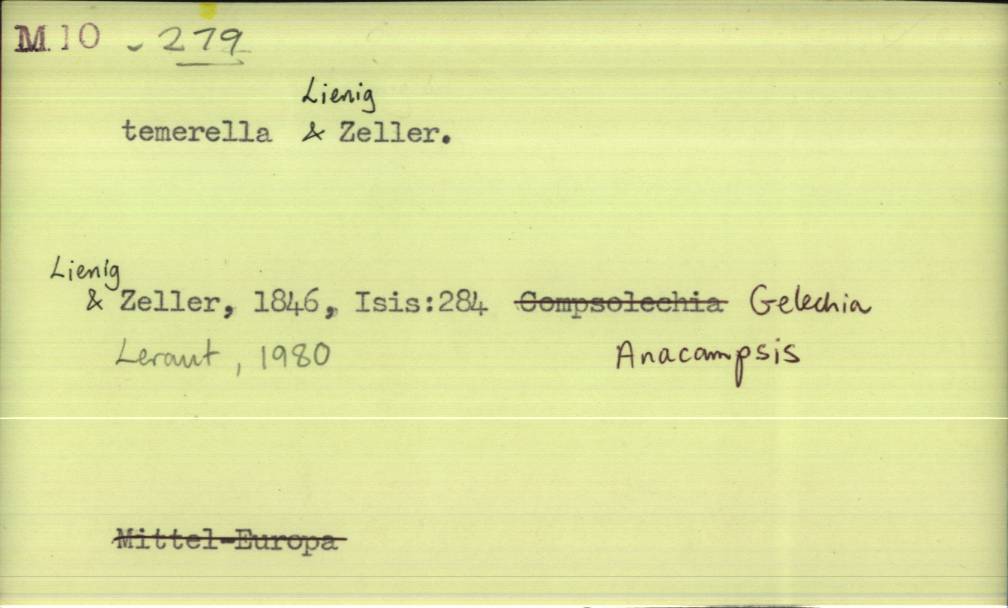 M 10 - 279
Lienig
temerella & Zeller.
Lienig
& Zeller, 1846, Isis:284 Compsolechia Gelechia
Leraut, 1980 Anacampsis
Mittel-Europa